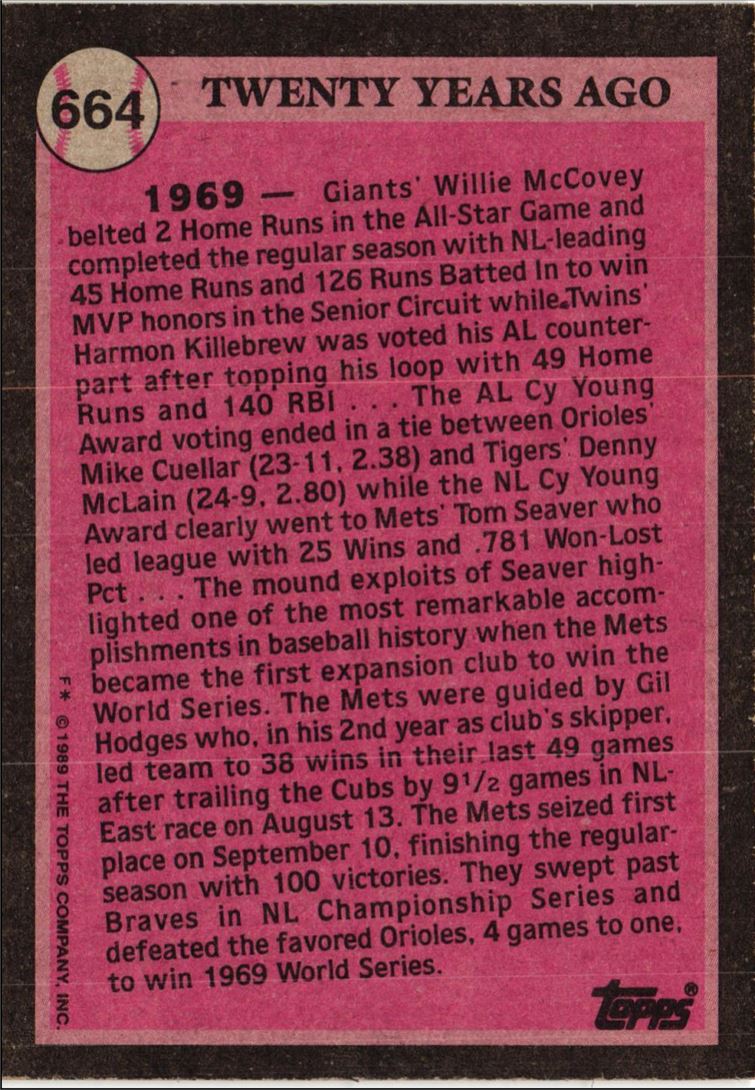 664
TWENTY YEARS AGO
1969 — Giants' Willie McCovey
belted 2 Home Runs in the All-Star Game and
completed the regular season with NL-leading
45 Home Runs and 126 Runs Batted In to win
MVP honors in the Senior Circuit while Twins'
Harmon Killebrew was voted his AL counter-
part after topping his loop with 49 Home
Runs and 140 RBI . . . The AL Cy Young
Award voting ended in a tie between Orioles'
Mike Cuellar (23-11, 2.38) and Tigers' Denny
McLain (24-9, 2.80) while the NL Cy Young
Award clearly went to Mets' Tom Seaver who
led league with 25 Wins and .781 Won-Lost
Pct . . . The mound exploits of Seaver high-
lighted one of the most remarkable accom-
plishments in baseball history when the Mets
became the first expansion club to win the
World Series. The Mets were guided by Gil
Hodges who, in his 2nd year as club's skipper,
led team to 38 wins in their last 49 games
after trailing the Cubs by 9 1/2 games in NL-
East race on August 13. The Mets seized first
place on September 10, finishing the regular-
season with 100 victories. They swept past
Braves in NL Championship Series and
defeated the favored Orioles, 4 games to one,
to win 1969 World Series.
F* © 1989 THE TOPPS COMPANY, INC.
topps®